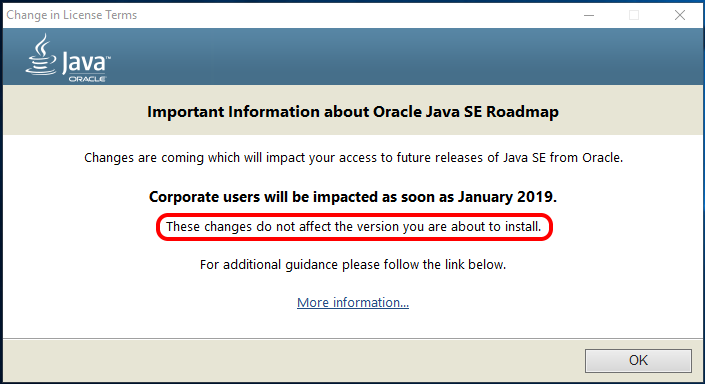 Change in License Terms
Java™
ORACLE
Important Information about Oracle Java SE Roadmap
Changes are coming which will impact your access to future releases of Java SE from Oracle.
Corporate users will be impacted as soon as January 2019.
These changes do not affect the version you are about to install.
For additional guidance please follow the link below.
More information...
OK